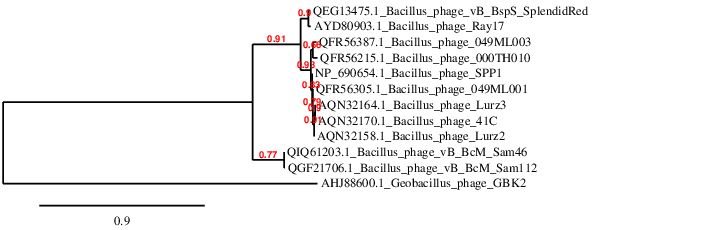 QEG13475.1_Bacillus_phage_vB_BspS_SplendidRed
AYD80903.1_Bacillus_phage_Ray17
0.91
QFR56387.1_Bacillus_phage_049ML003
QFR56215.1_Bacillus_phage_000TH010
NP_690654.1_Bacillus_phage_SPP1
QFR56305.1_Bacillus_phage_049ML001
AQN32164.1_Bacillus_phage_Lurz3
AQN32170.1_Bacillus_phage_41C
AQN32158.1_Bacillus_phage_Lurz2
0.77
QIQ61203.1_Bacillus_phage_vB_BcM_Sam46
QGF21706.1_Bacillus_phage_vB_BcM_Sam112
AHJ88600.1_Geobacillus_phage_GBK2
0.9